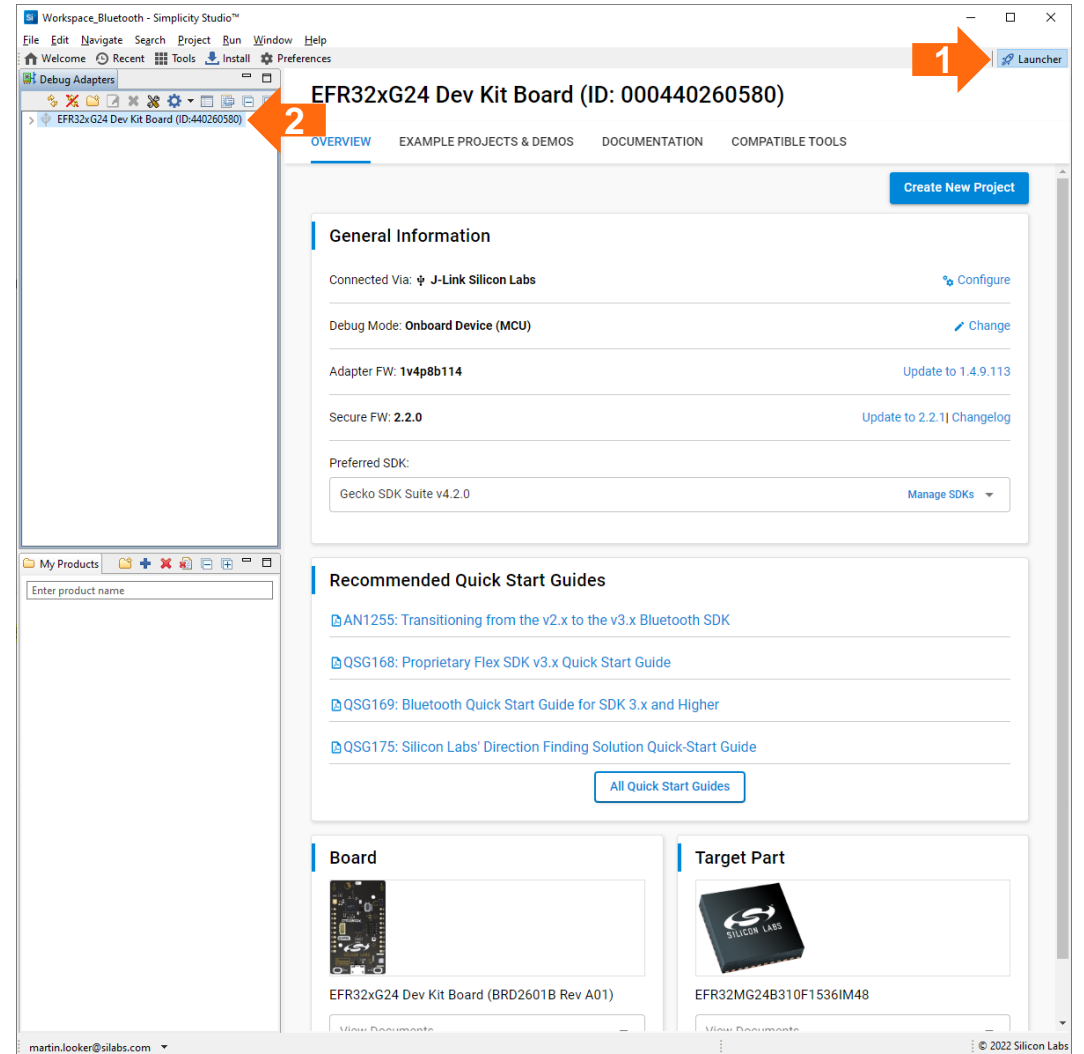 Workspace_Bluetooth - Simplicity Studio™
File Edit Navigate Search Project Run Window Help
Welcome Recent Tools Install Preferences
1
Launcher
Debug Adapters
EFR32xG24 Dev Kit Board (ID:440260580)
2
EFR32xG24 Dev Kit Board (ID: 000440260580)
OVERVIEW EXAMPLE PROJECTS & DEMOS DOCUMENTATION COMPATIBLE TOOLS
Create New Project
General Information
Connected Via: J-Link Silicon Labs Configure
Debug Mode: Onboard Device (MCU) Change
Adapter FW: 1v4p8b114 Update to 1.4.9.113
Secure FW: 2.2.0 Update to 2.2.1| Changelog
Preferred SDK:
Gecko SDK Suite v4.2.0 Manage SDKs
My Products
Enter product name
Recommended Quick Start Guides
AN1255: Transitioning from the v2.x to the v3.x Bluetooth SDK
QSG168: Proprietary Flex SDK v3.x Quick Start Guide
QSG169: Bluetooth Quick Start Guide for SDK 3.x and Higher
QSG175: Silicon Labs' Direction Finding Solution Quick-Start Guide
All Quick Start Guides
Board
Target Part
SILICON LABS
EFR32xG24 Dev Kit Board (BRD2601B Rev A01)
EFR32MG24B310F1536IM48
View Documents
View Documents
martin.looker@silabs.com
© 2022 Silicon Labs